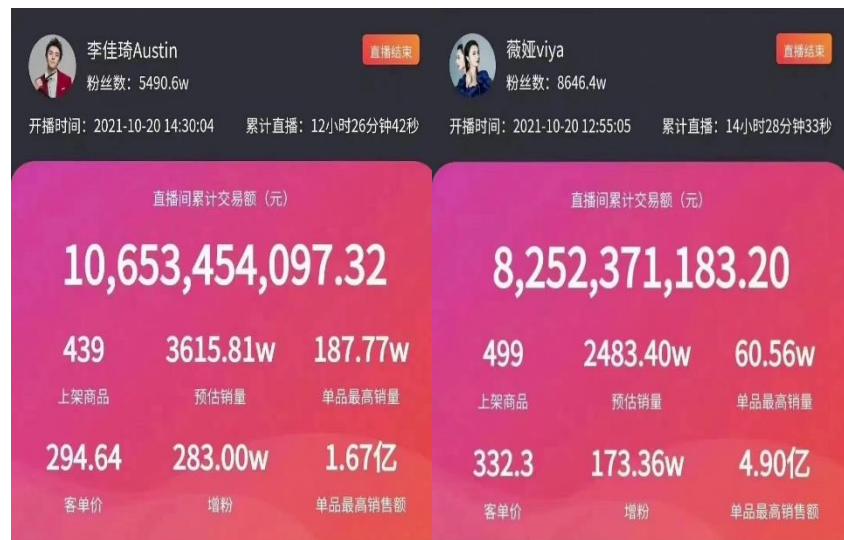 李佳琦Austin
直播结束
粉丝数：5490.6w
开播时间：2021-10-20 14:30:04 累计直播：12小时26分钟42秒
直播间累计交易额（元）
10,653,454,097.32
439 3615.81w 187.77w
上架商品 预估销量 单品最高销量
294.64 283.00w 1.67亿
客单价 增粉 单品最高销售额
薇娅viya
直播结束
粉丝数：8646.4w
开播时间：2021-10-20 12:55:05 累计直播：14小时28分钟33秒
直播间累计交易额（元）
8,252,371,183.20
499 2483.40w 60.56w
上架商品 预估销量 单品最高销量
332.3 173.36w 4.90亿
客单价 增粉 单品最高销售额